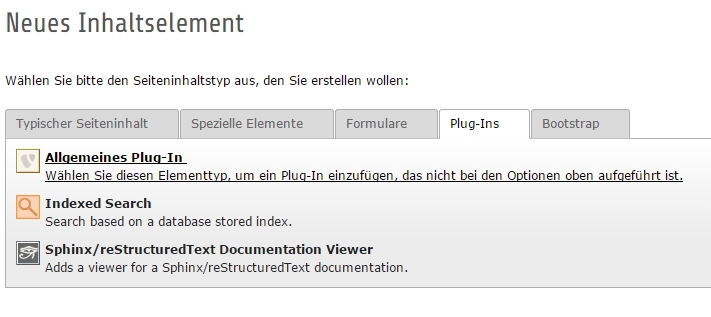 Neues Inhaltselement
Wählen Sie bitte den Seiteninhaltstyp aus, den Sie erstellen wollen:
Typischer Seiteninhalt Spezielle Elemente Formulare Plug-Ins Bootstrap
Allgemeines Plug-In
Wählen Sie diesen Elementtyp, um ein Plug-In einzufügen, das nicht bei den Optionen oben aufgeführt ist.
Indexed Search
Search based on a database stored index.
Sphinx/reStructuredText Documentation Viewer
Adds a viewer for a Sphinx/reStructuredText documentation.